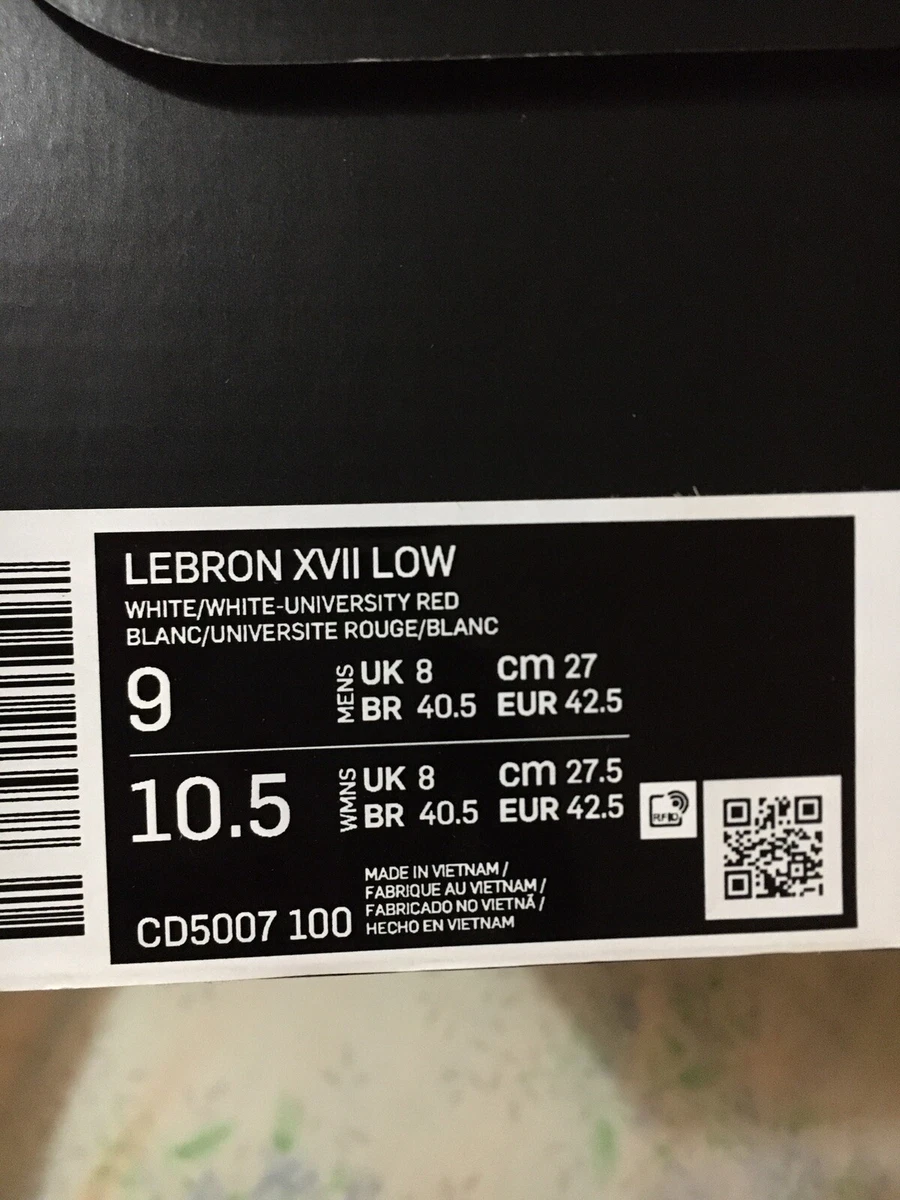 LEBRON XVII LOW
WHITE/WHITE-UNIVERSITY RED
BLANC/UNIVERSITE ROUGE/BLANC
9 MENS UK 8 cm 27
BR 40.5 EUR 42.5
10.5 WMNS UK 8 cm 27.5
BR 40.5 EUR 42.5
RFID
MADE IN VIETNAM /
FABRIQUE AU VIETNAM /
FABRICADO NO VIETNÃ /
HECHO EN VIETNAM
CD5007 100